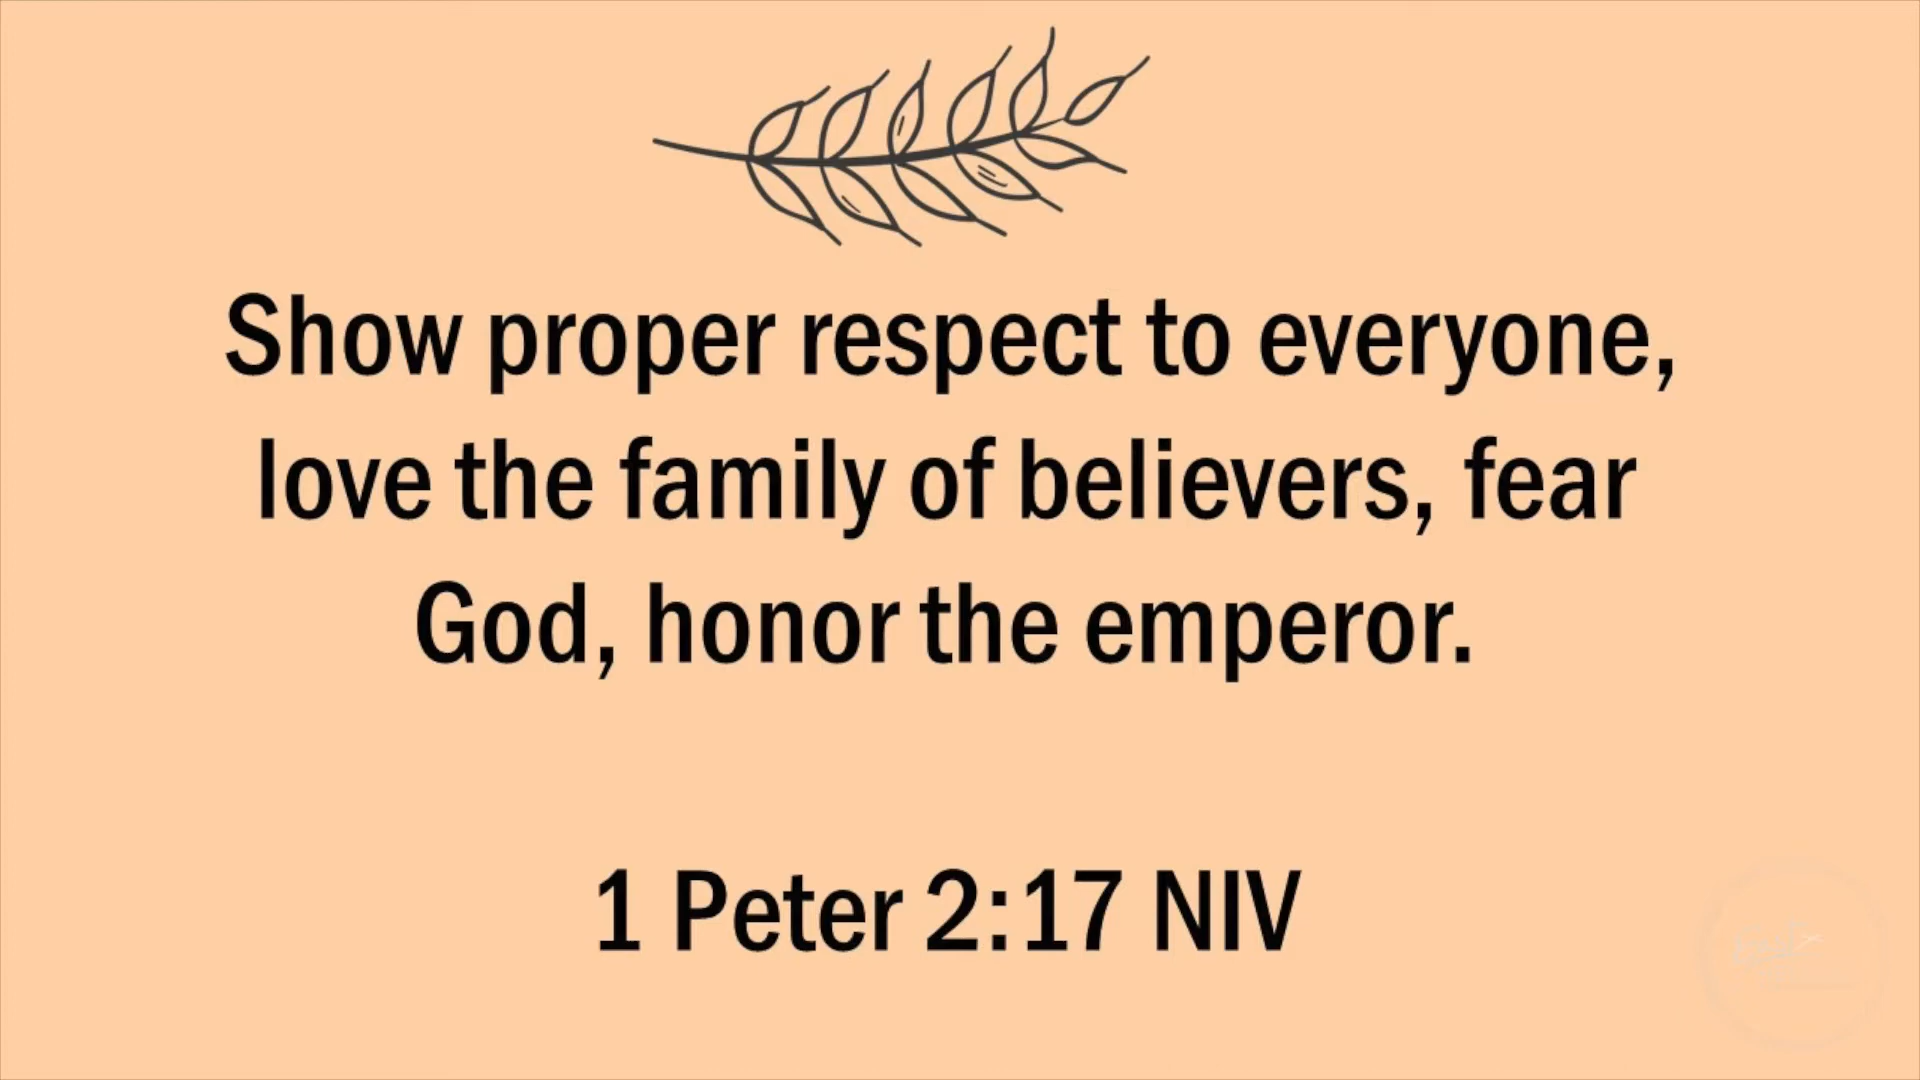 Show proper respect to everyone,
love the family of believers, fear
God, honor the emperor.
1 Peter 2:17 NIV